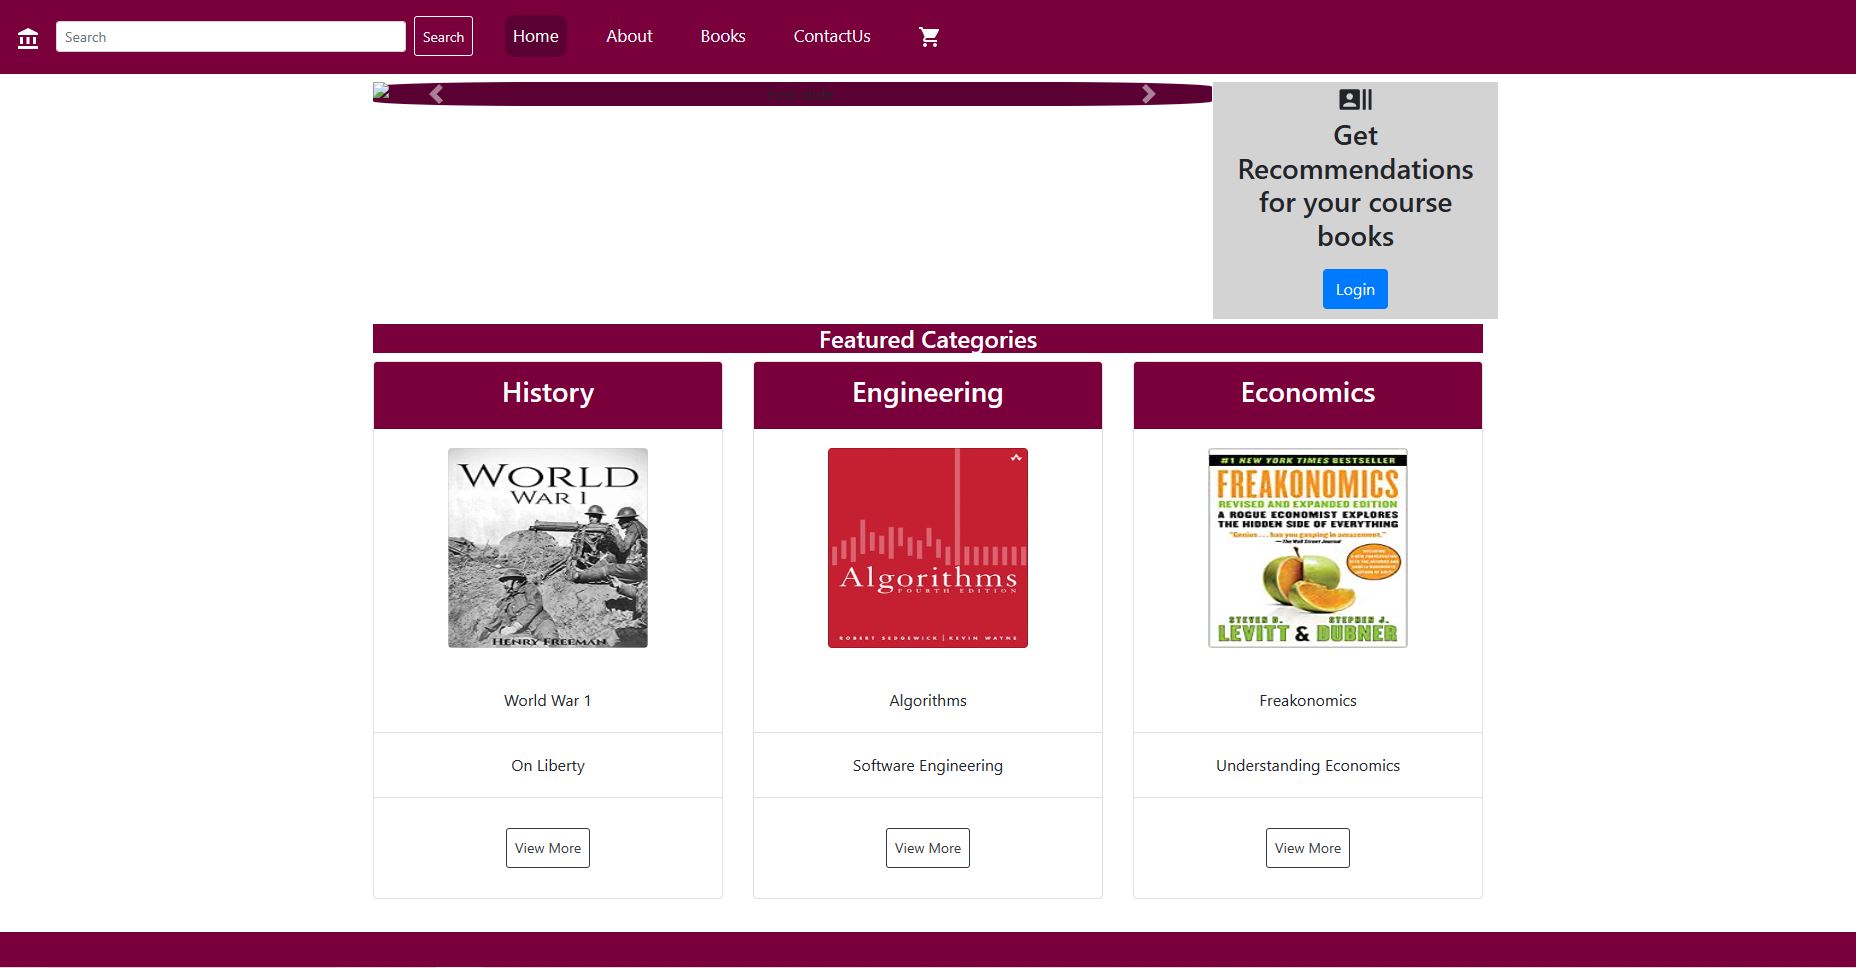 Search
Search
Home
About
Books
ContactUs
First slide
Get
Recommendations
for your course
books
Login
Featured Categories
History
Engineering
Economics
WORLD
WAR 1
HENRY FREEMAN
Algorithms
FOURTH EDITION
ROBERT SEDGEWICK | KEVIN WAYNE
#1 NEW YORK TIMES BESTSELLER
FREAKONOMICS
REVISED AND EXPANDED EDITION
A ROGUE ECONOMIST EXPLORES
THE HIDDEN SIDE OF EVERYTHING
"Genius... has you gasping in amazement."
—The Wall Street Journal
STEVEN D.
STEPHEN J.
LEVITT & DUBNER
World War 1
Algorithms
Freakonomics
On Liberty
Software Engineering
Understanding Economics
View More
View More
View More